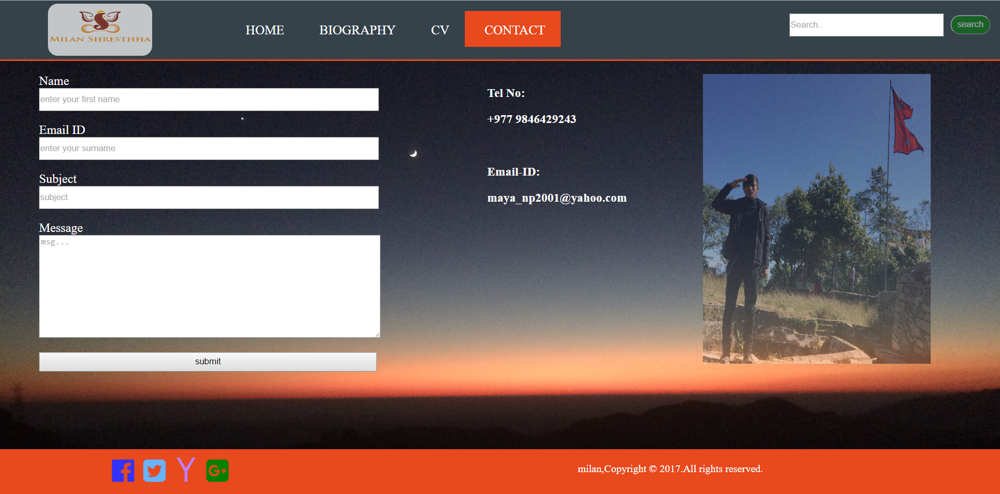 MILAN SHRESTHHA
HOME BIOGRAPHY CV CONTACT
Search.. search
Name
enter your first name
Email ID
enter your surname
Subject
subject
Message
msg...
submit
Tel No:
+977 9846429243
Email-ID:
maya_np2001@yahoo.com
milan,Copyright © 2017.All rights reserved.